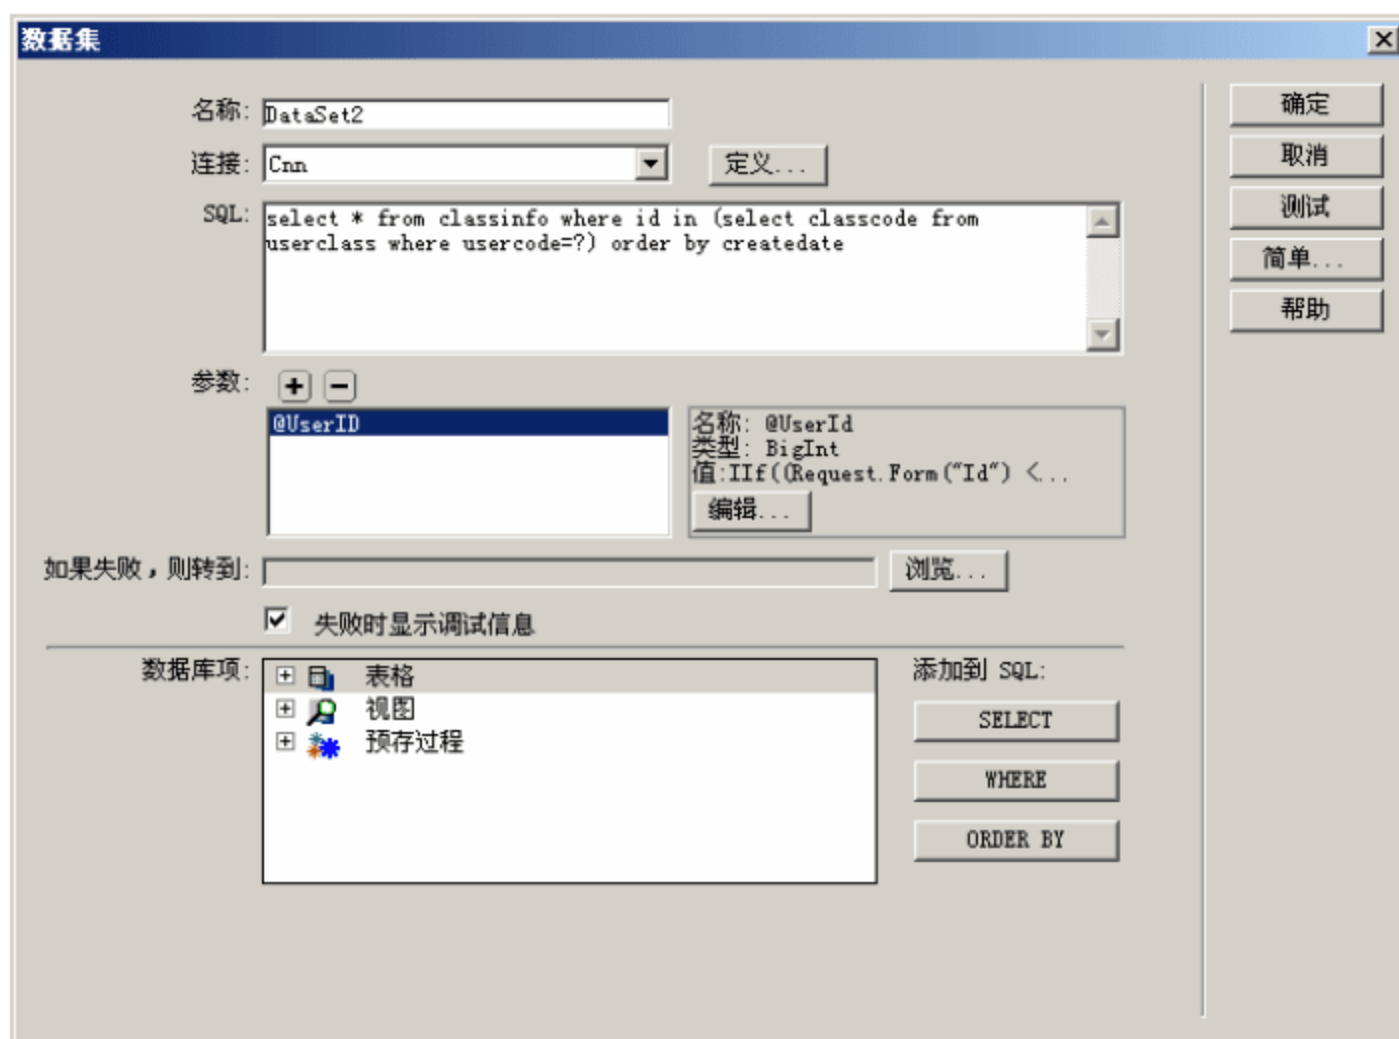 数据集
名称: DataSet2
连接: Cnn 定义...
SQL: select * from classinfo where id in (select classcode from
userclass where usercode=?) order by createdate
参数:
@UserID
名称: @UserId
类型: BigInt
值:IIf((Request.Form("Id") <...
编辑...
如果失败，则转到: 浏览...
失败时显示调试信息
数据库项:
表格
视图
预存过程
添加到 SQL:
SELECT
WHERE
ORDER BY
确定
取消
测试
简单...
帮助